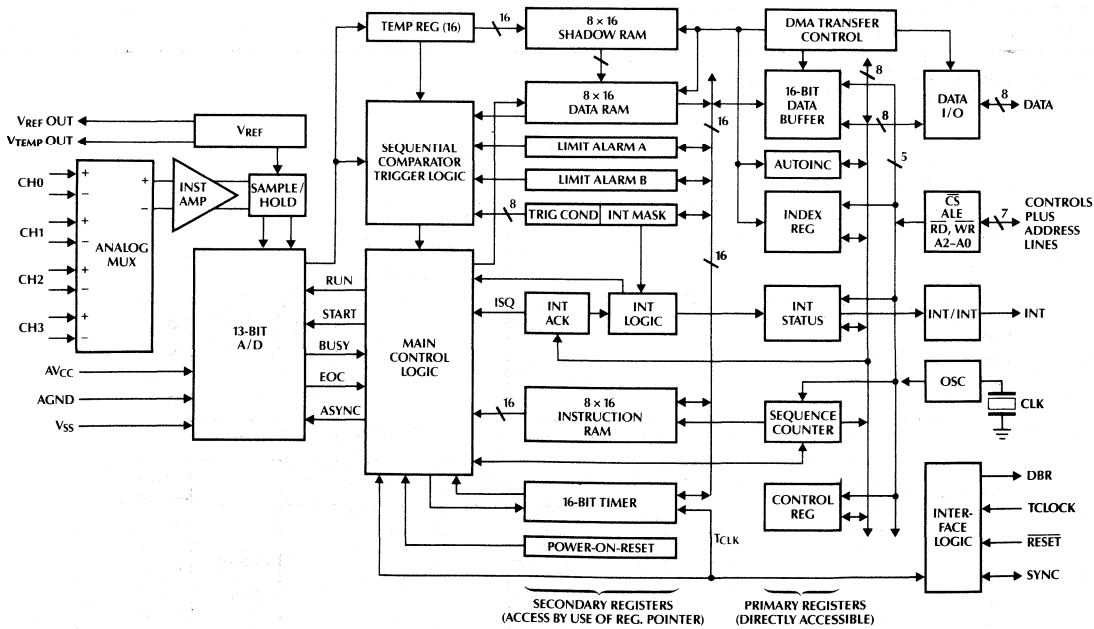 TEMP REG (16)
16
8 × 16
SHADOW RAM
DMA TRANSFER
CONTROL
8 × 16
DATA RAM
16
16-BIT
DATA
BUFFER
8
8
DATA
I/O
8
DATA
VREF OUT
VTEMP OUT
VREF
SEQUENTIAL
COMPARATOR
TRIGGER LOGIC
LIMIT ALARM A
LIMIT ALARM B
8
TRIG COND
INT MASK
AUTOINC
5
INDEX
REG
CS
ALE
RD, WR
A2–A0
7
CONTROLS
PLUS
ADDRESS
LINES
CH0
+
−
CH1
+
−
CH2
+
−
CH3
+
−
ANALOG
MUX
+
−
INST
AMP
SAMPLE/
HOLD
13-BIT
A/D
AVCC
AGND
VSS
RUN
START
BUSY
EOC
ASYNC
MAIN
CONTROL
LOGIC
16
ISQ
INT
ACK
INT
LOGIC
INT
STATUS
INT/INT
INT
16
8 × 16
INSTRUCTION
RAM
SEQUENCE
COUNTER
OSC
CLK
16-BIT TIMER
POWER-ON-RESET
TCLK
CONTROL
REG
INTER-
FACE
LOGIC
DBR
TCLOCK
RESET
SYNC
SECONDARY REGISTERS
(ACCESS BY USE OF REG. POINTER)
PRIMARY REGISTERS
(DIRECTLY ACCESSIBLE)